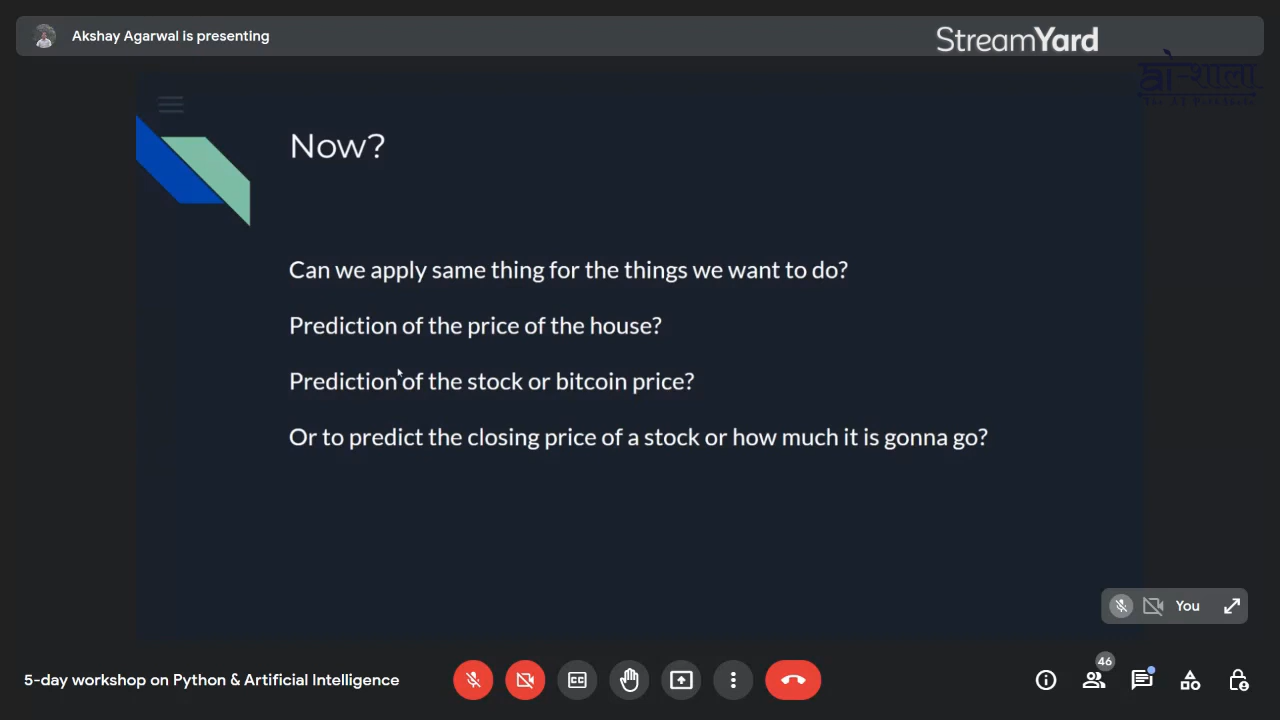 Akshay Agarwal is presenting
StreamYard
ai-शाला
Now?
Can we apply same thing for the things we want to do?
Prediction of the price of the house?
Prediction of the stock or bitcoin price?
Or to predict the closing price of a stock or how much it is gonna go?
You
46
5-day workshop on Python & Artificial Intelligence
CC